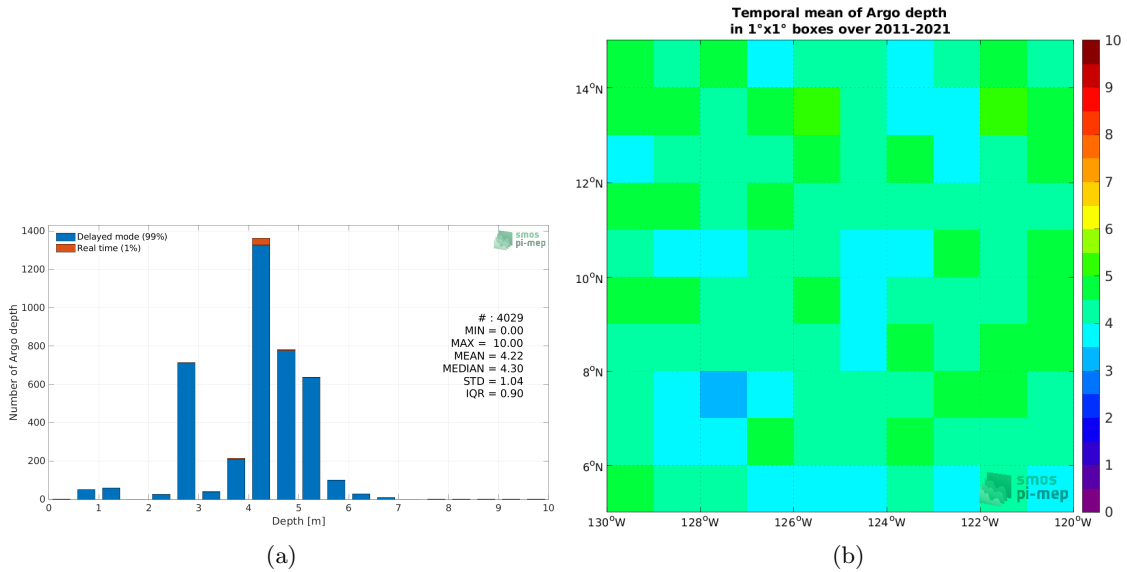 Delayed mode (99%)
Real time (1%)
smos
pi-mep
# : 4029
MIN = 0.00
MAX = 10.00
MEAN = 4.22
MEDIAN = 4.30
STD = 1.04
IQR = 0.90
Number of Argo depth
1400
1200
1000
800
600
400
200
0
0 1 2 3 4 5 6 7 8 9 10
Depth [m]
(a)
Temporal mean of Argo depth
in 1°x1° boxes over 2011-2021
14°N
12°N
10°N
8°N
6°N
130°W 128°W 126°W 124°W 122°W 120°W
smos
pi-mep
10
9
8
7
6
5
4
3
2
1
0
(b)